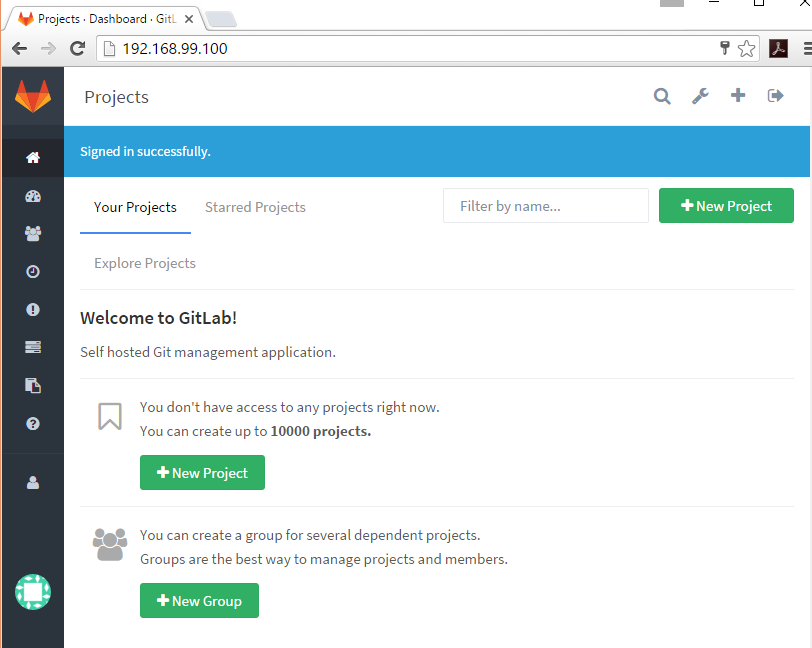 Projects · Dashboard · GitL
192.168.99.100
Projects
Signed in successfully.
Your Projects
Starred Projects
Filter by name...
New Project
Explore Projects
Welcome to GitLab!
Self hosted Git management application.
You don't have access to any projects right now.
You can create up to 10000 projects.
New Project
You can create a group for several dependent projects.
Groups are the best way to manage projects and members.
New Group